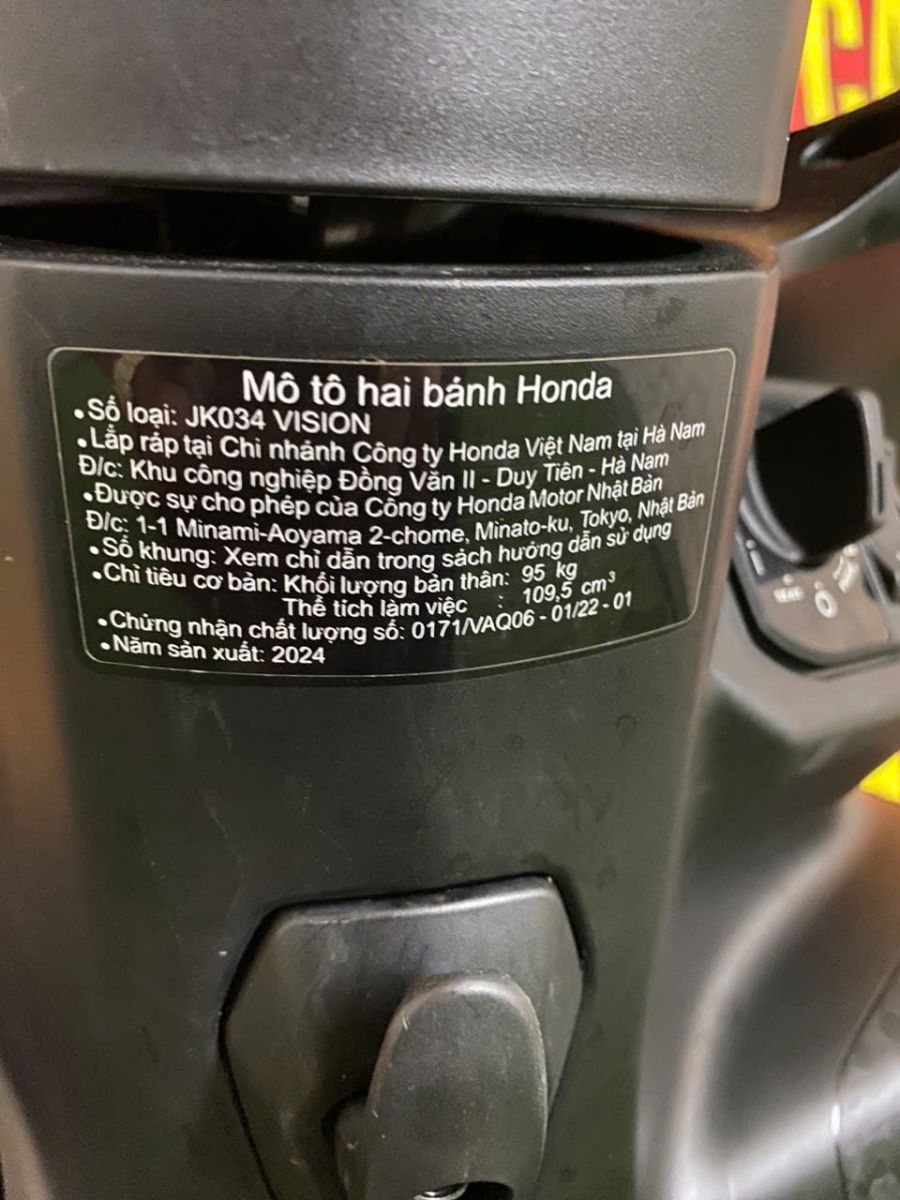 Mô tô hai bánh Honda
•Số loại: JK034 VISION
•Lắp ráp tại Chi nhánh Công ty Honda Việt Nam tại Hà Nam
Đ/c: Khu công nghiệp Đồng Văn II - Duy Tiên - Hà Nam
•Được sự cho phép của Công ty Honda Motor Nhật Bản
Đ/c: 1-1 Minami-Aoyama 2-chome, Minato-ku, Tokyo, Nhật Bản
•Số khung: Xem chỉ dẫn trong sách hướng dẫn sử dụng
•Chỉ tiêu cơ bản: Khối lượng bản thân: 95 kg
Thể tích làm việc : 109,5 cm³
•Chứng nhận chất lượng số: 0171/VAQ06 - 01/22 - 01
•Năm sản xuất: 2024
SEAT